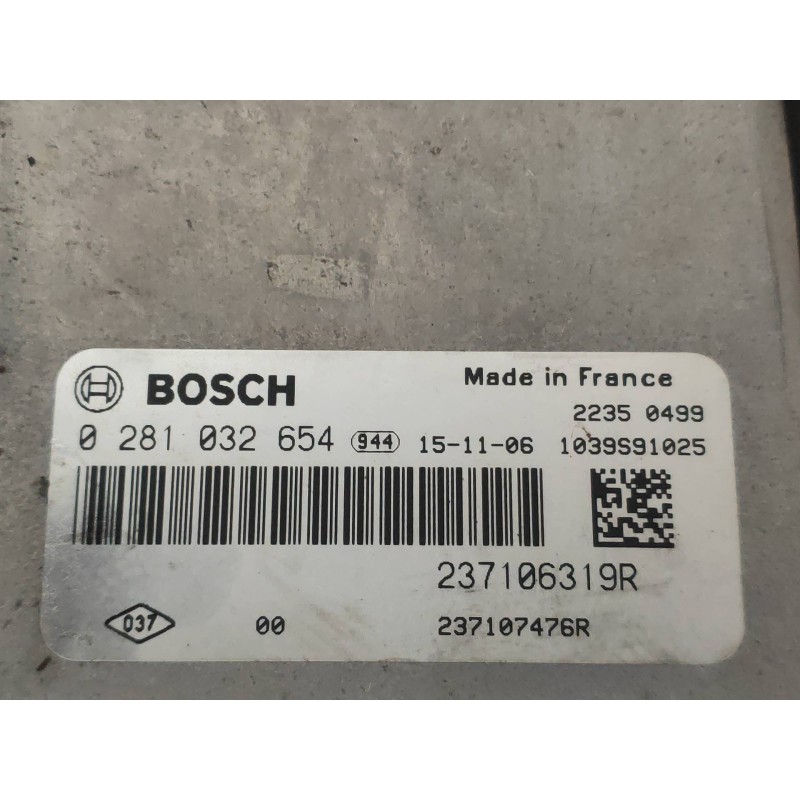 BOSCH Made in France
2235 0499
0 281 032 654 944 15-11-06 1039S91025
237106319R
037 00 237107476R